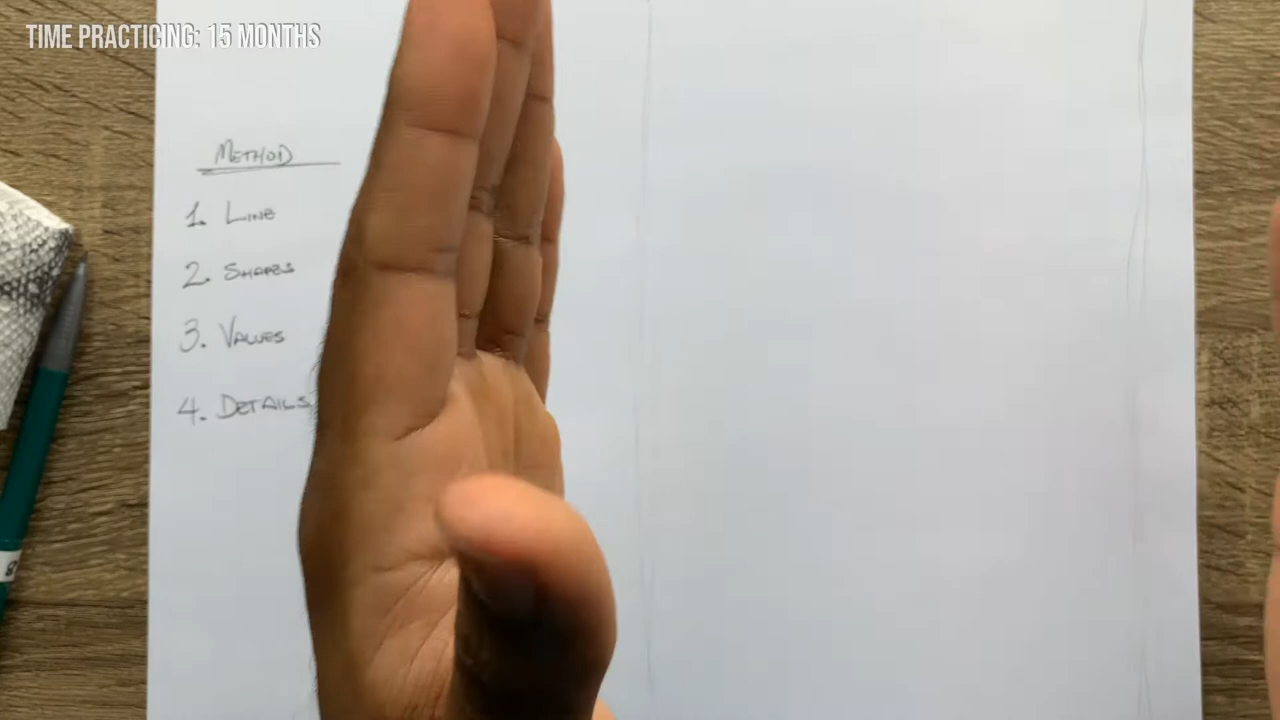 TIME PRACTICING: 15 MONTHS
METHOD
1. LINE
2. SHAPES
3. VALUES
4. DETAILS